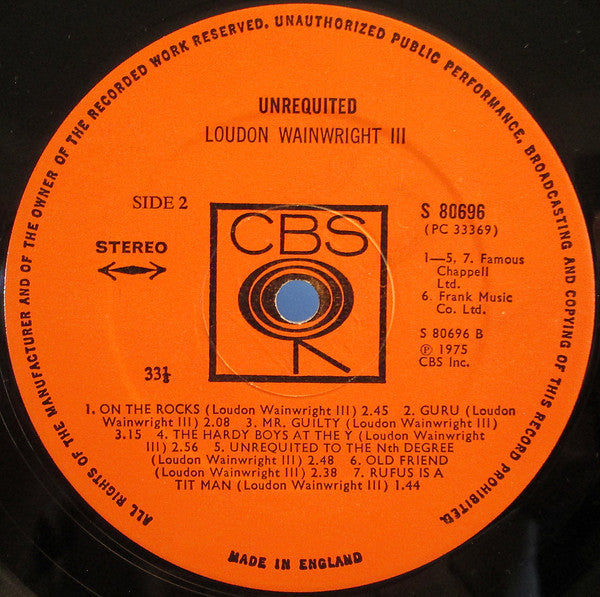 ALL RIGHTS OF THE MANUFACTURER AND OF THE OWNER OF THE RECORDED WORK RESERVED. UNAUTHORIZED PUBLIC PERFORMANCE, BROADCASTING AND COPYING OF THIS RECORD PROHIBITED.
UNREQUITED
LOUDON WAINWRIGHT III
SIDE 2
STEREO
CBS
S 80696
(PC 33369)
1—5. 7. Famous
Chappell
Ltd.
6. Frank Music
Co. Ltd.
S 80696 B
℗ 1975
CBS Inc.
33⅓
1. ON THE ROCKS (Loudon Wainwright III) 2.45 2. GURU (Loudon
Wainwright III) 2.08 3. MR. GUILTY (Loudon Wainwright III)
3.15 4. THE HARDY BOYS AT THE Y (Loudon Wainwright
III) 2.56 5. UNREQUITED TO THE Nth DEGREE
(Loudon Wainwright III) 2.48 6. OLD FRIEND
(Loudon Wainwright III) 2.38 7. RUFUS IS A
TIT MAN (Loudon Wainwright III) 1.44
MADE IN ENGLAND